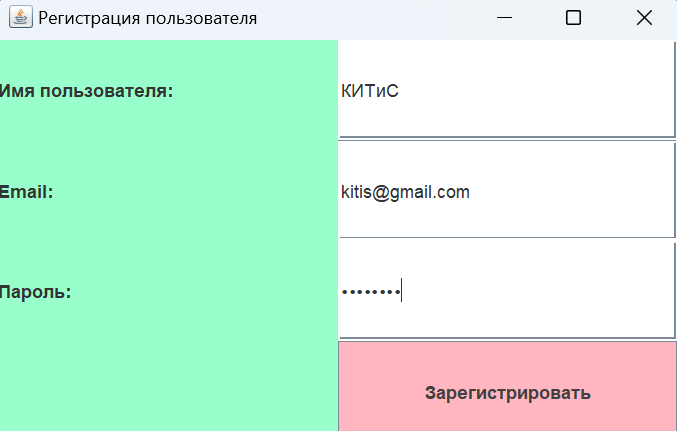 Регистрация пользователя
Имя пользователя:
КИТиС
Email:
kitis@gmail.com
Пароль:
••••••••
Зарегистрировать